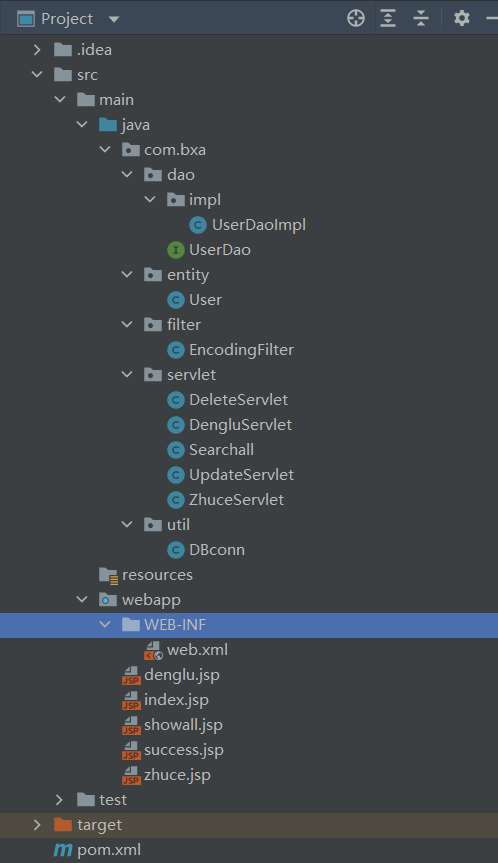 Project
.idea
src
main
java
com.bxa
dao
impl
UserDaoImpl
UserDao
entity
User
filter
EncodingFilter
servlet
DeleteServlet
DengluServlet
Searchall
UpdateServlet
ZhuceServlet
util
DBconn
resources
webapp
WEB-INF
web.xml
denglu.jsp
index.jsp
showall.jsp
success.jsp
zhuce.jsp
test
target
pom.xml